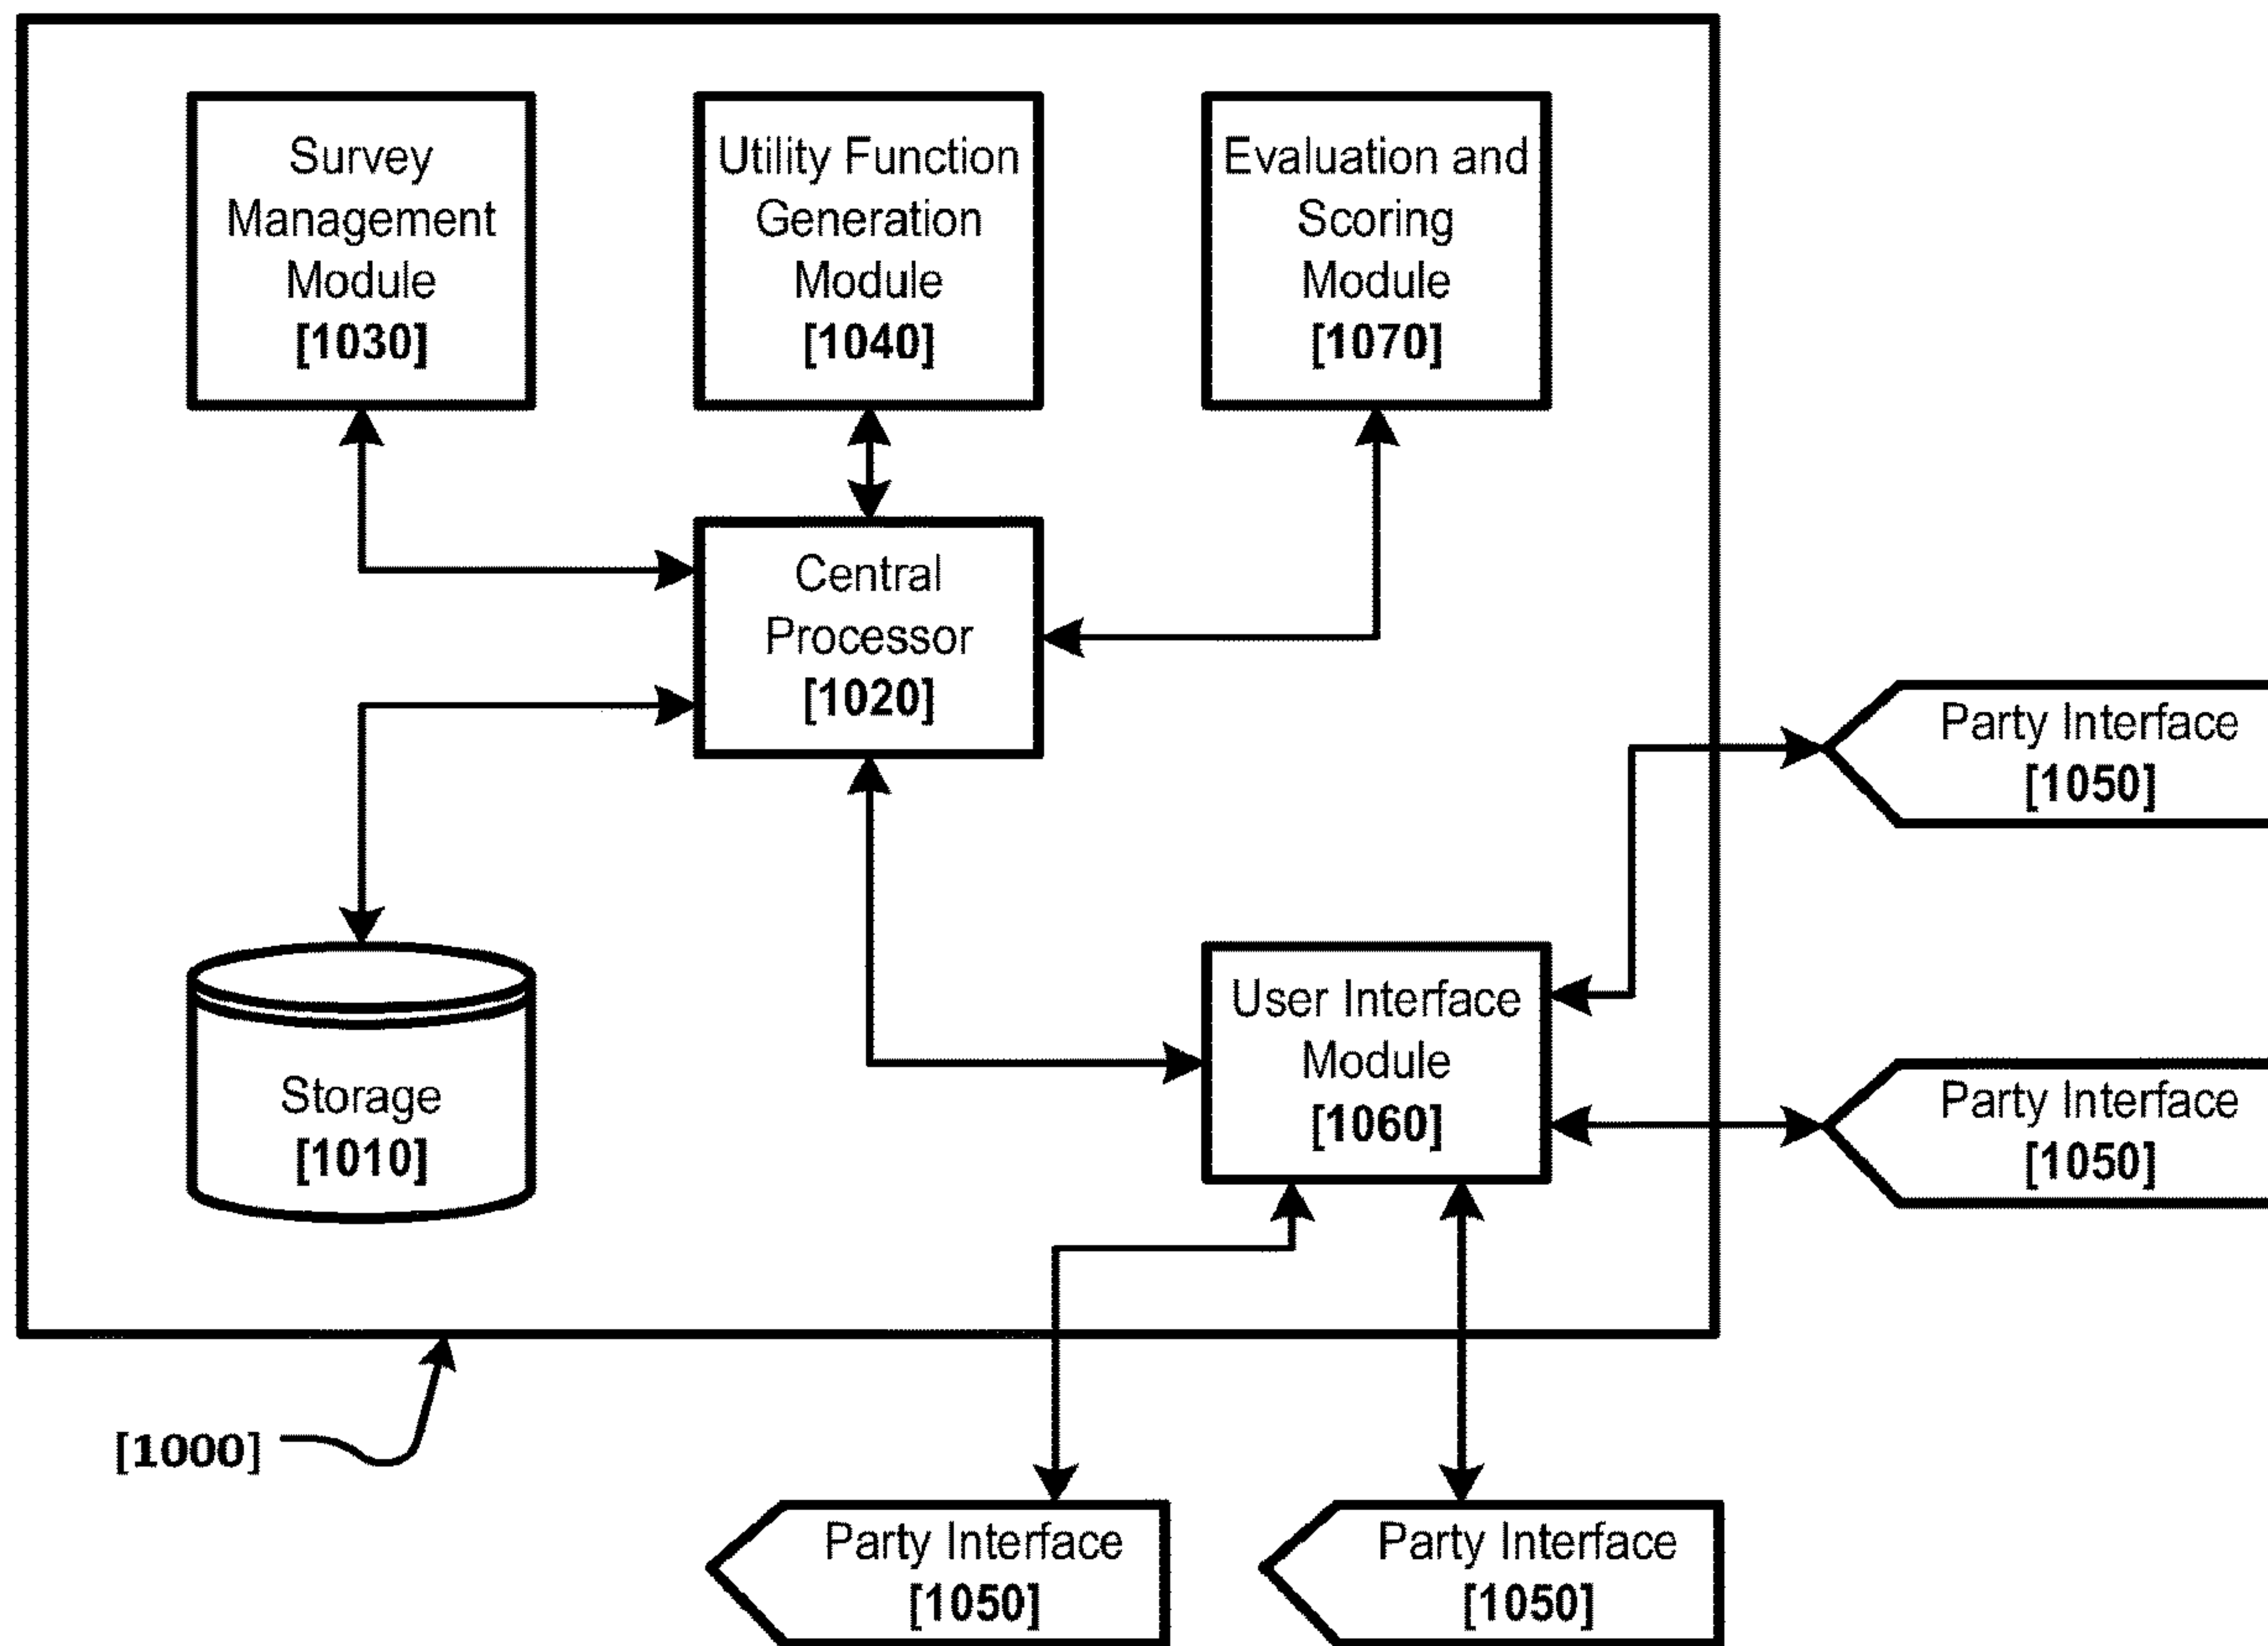 Survey
Management
Module
[1030]
Utility Function
Generation
Module
[1040]
Evaluation and
Scoring
Module
[1070]
Central
Processor
[1020]
Party Interface
[1050]
Storage
[1010]
User Interface
Module
[1060]
Party Interface
[1050]
[1000]
Party Interface
[1050]
Party Interface
[1050]